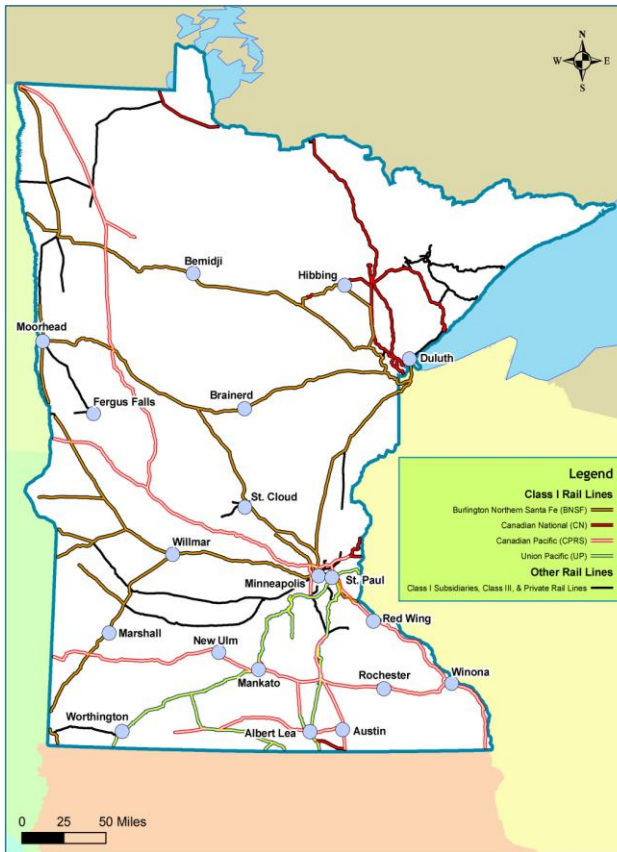 N
W E
S
Bemidji
Hibbing
Moorhead
Duluth
Fergus Falls
Brainerd
St. Cloud
Willmar
Minneapolis
St. Paul
Marshall
New Ulm
Red Wing
Mankato
Rochester
Winona
Worthington
Albert Lea
Austin
Legend
Class I Rail Lines
Burlington Northern Santa Fe (BNSF)
Canadian National (CN)
Canadian Pacific (CPRS)
Union Pacific (UP)
Other Rail Lines
Class I Subsidiaries, Class III, & Private Rail Lines
0 25 50 Miles